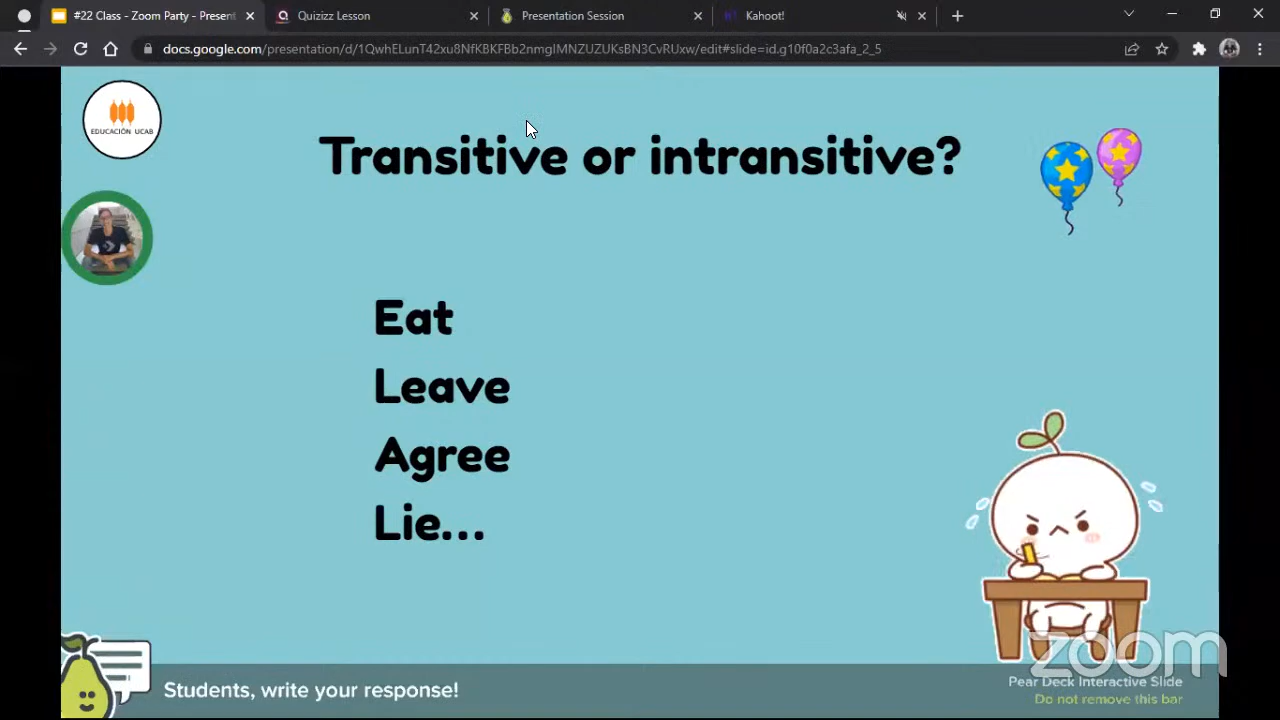 #22 Class - Zoom Party - Present
Quizizz Lesson
Presentation Session
Kahoot!
docs.google.com/presentation/d/1QwhELunT42xu8NfKBKFBb2nmgIMNZUZUKsBN3CvRUxw/edit#slide=id.g10f0a2c3afa_2_5
EDUCACIÓN UCAB
Transitive or intransitive?
Eat
Leave
Agree
Lie...
zoom
Students, write your response!
Pear Deck Interactive Slide
Do not remove this bar